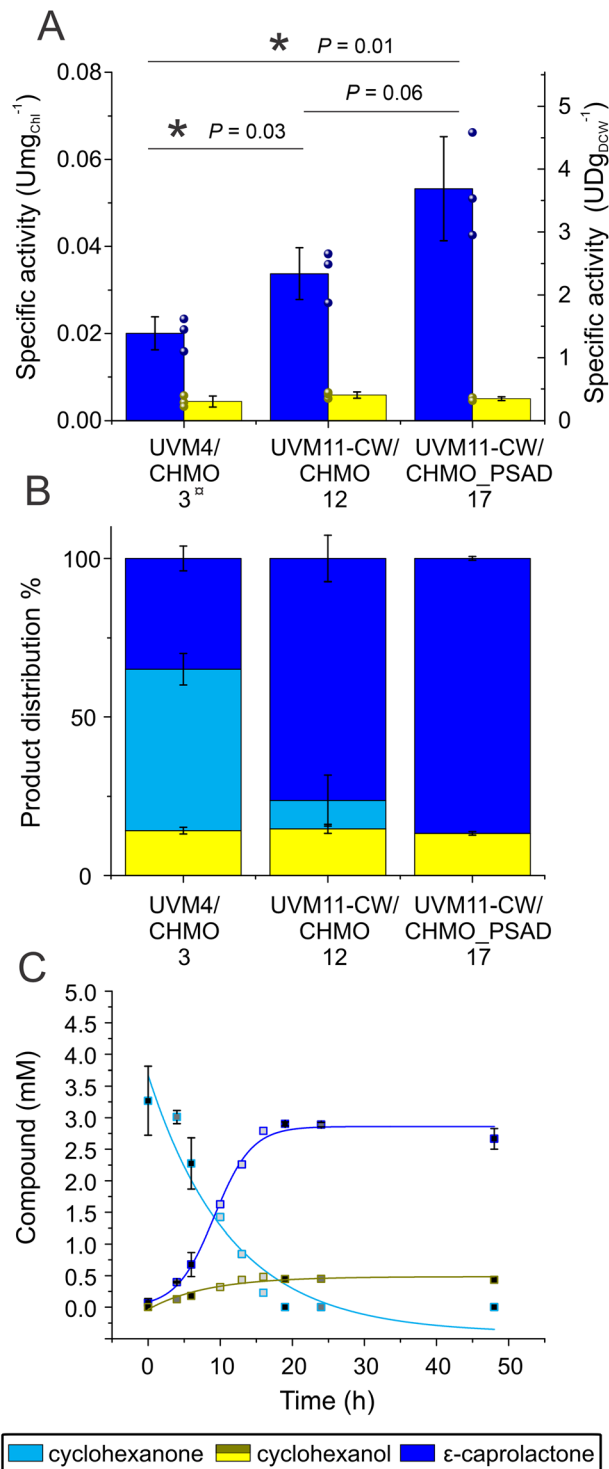 A
* P = 0.01
P = 0.06
* P = 0.03
Specific activity (Umg_Chl^-1)
0.08
0.06
0.04
0.02
0.00
Specific activity (UDg_DCW^-1)
5
4
3
2
1
0
UVM4/
CHMO
3¤
UVM11-CW/
CHMO
12
UVM11-CW/
CHMO_PSAD
17
B
Product distribution %
100
50
0
UVM4/
CHMO
3
UVM11-CW/
CHMO
12
UVM11-CW/
CHMO_PSAD
17
C
Compound (mM)
5.0
4.5
4.0
3.5
3.0
2.5
2.0
1.5
1.0
0.5
0.0
0 10 20 30 40 50
Time (h)
cyclohexanone cyclohexanol ε-caprolactone